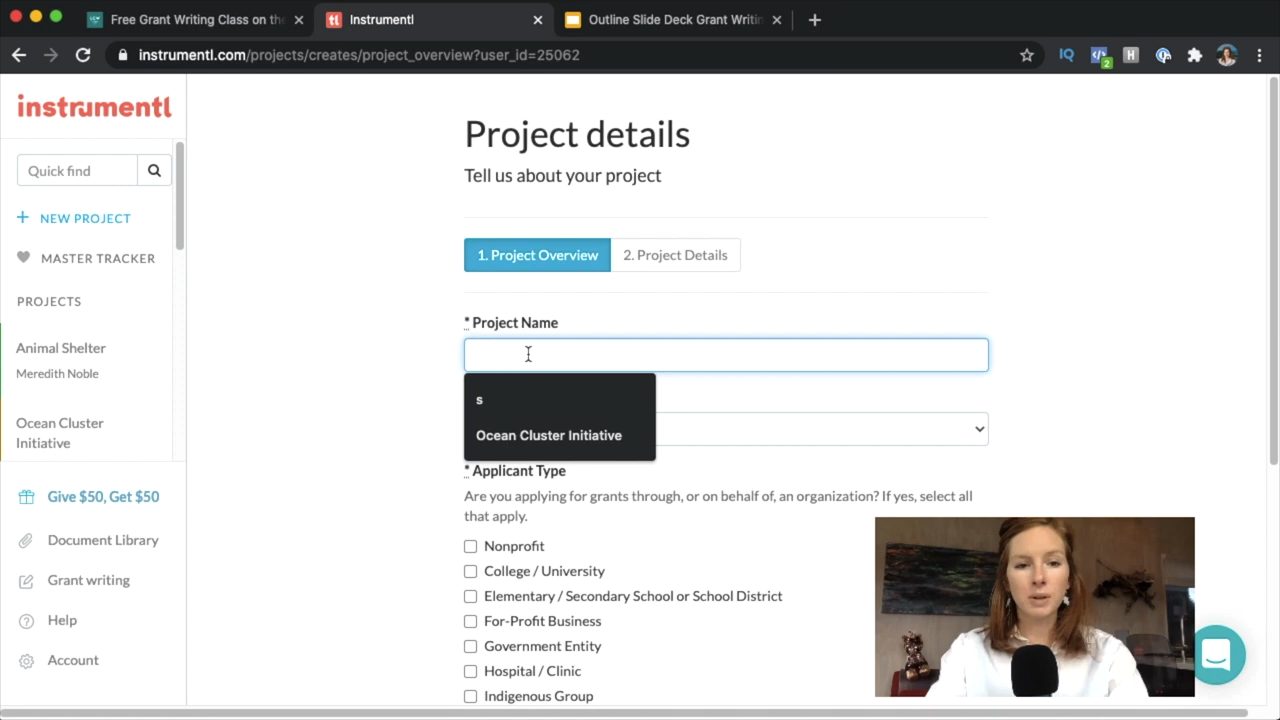 Free Grant Writing Class on the
Instrumentl
Outline Slide Deck Grant Writin
instrumentl.com/projects/creates/project_overview?user_id=25062
IQ
2
H
instrumentl
Quick find
NEW PROJECT
MASTER TRACKER
PROJECTS
Animal Shelter
Meredith Noble
Ocean Cluster
Initiative
Give $50, Get $50
Document Library
Grant writing
Help
Account
Project details
Tell us about your project
1. Project Overview
2. Project Details
* Project Name
s
Ocean Cluster Initiative
* Applicant Type
Are you applying for grants through, or on behalf of, an organization? If yes, select all
that apply.
Nonprofit
College / University
Elementary / Secondary School or School District
For-Profit Business
Government Entity
Hospital / Clinic
Indigenous Group